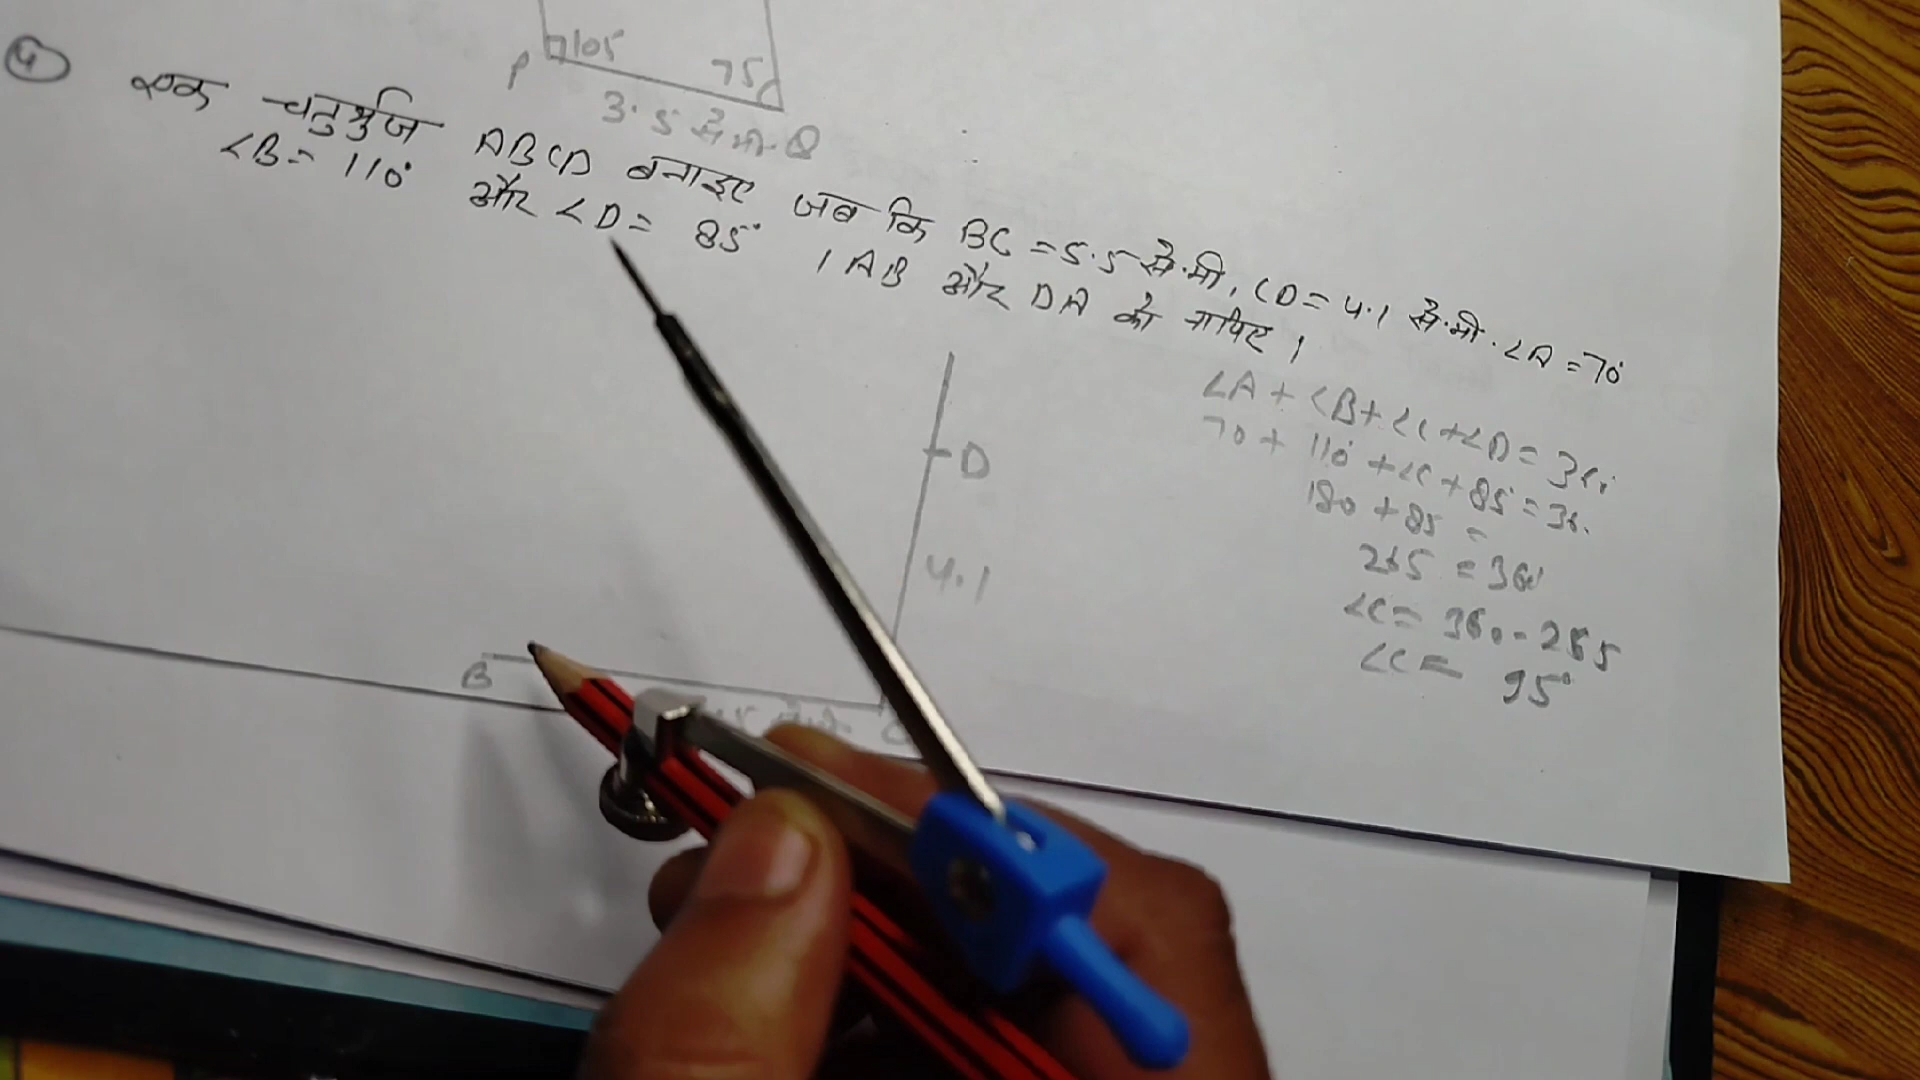 105
75
P
3.5 से.मी. Q
4
एक चतुर्भुज ABCD बनाइए जब कि BC = 5.5 से.मी, CD = 4.1 से.मी. ∠A = 70°
∠B = 110° और ∠D = 85° । AB और DA को नापिए ।
∠A + ∠B + ∠C + ∠D = 360
70 + 110° + ∠C + 85° = 36.
180 + 85 =
265 = 360
∠C = 360 - 265
∠C = 95°
D
4.1
B
C